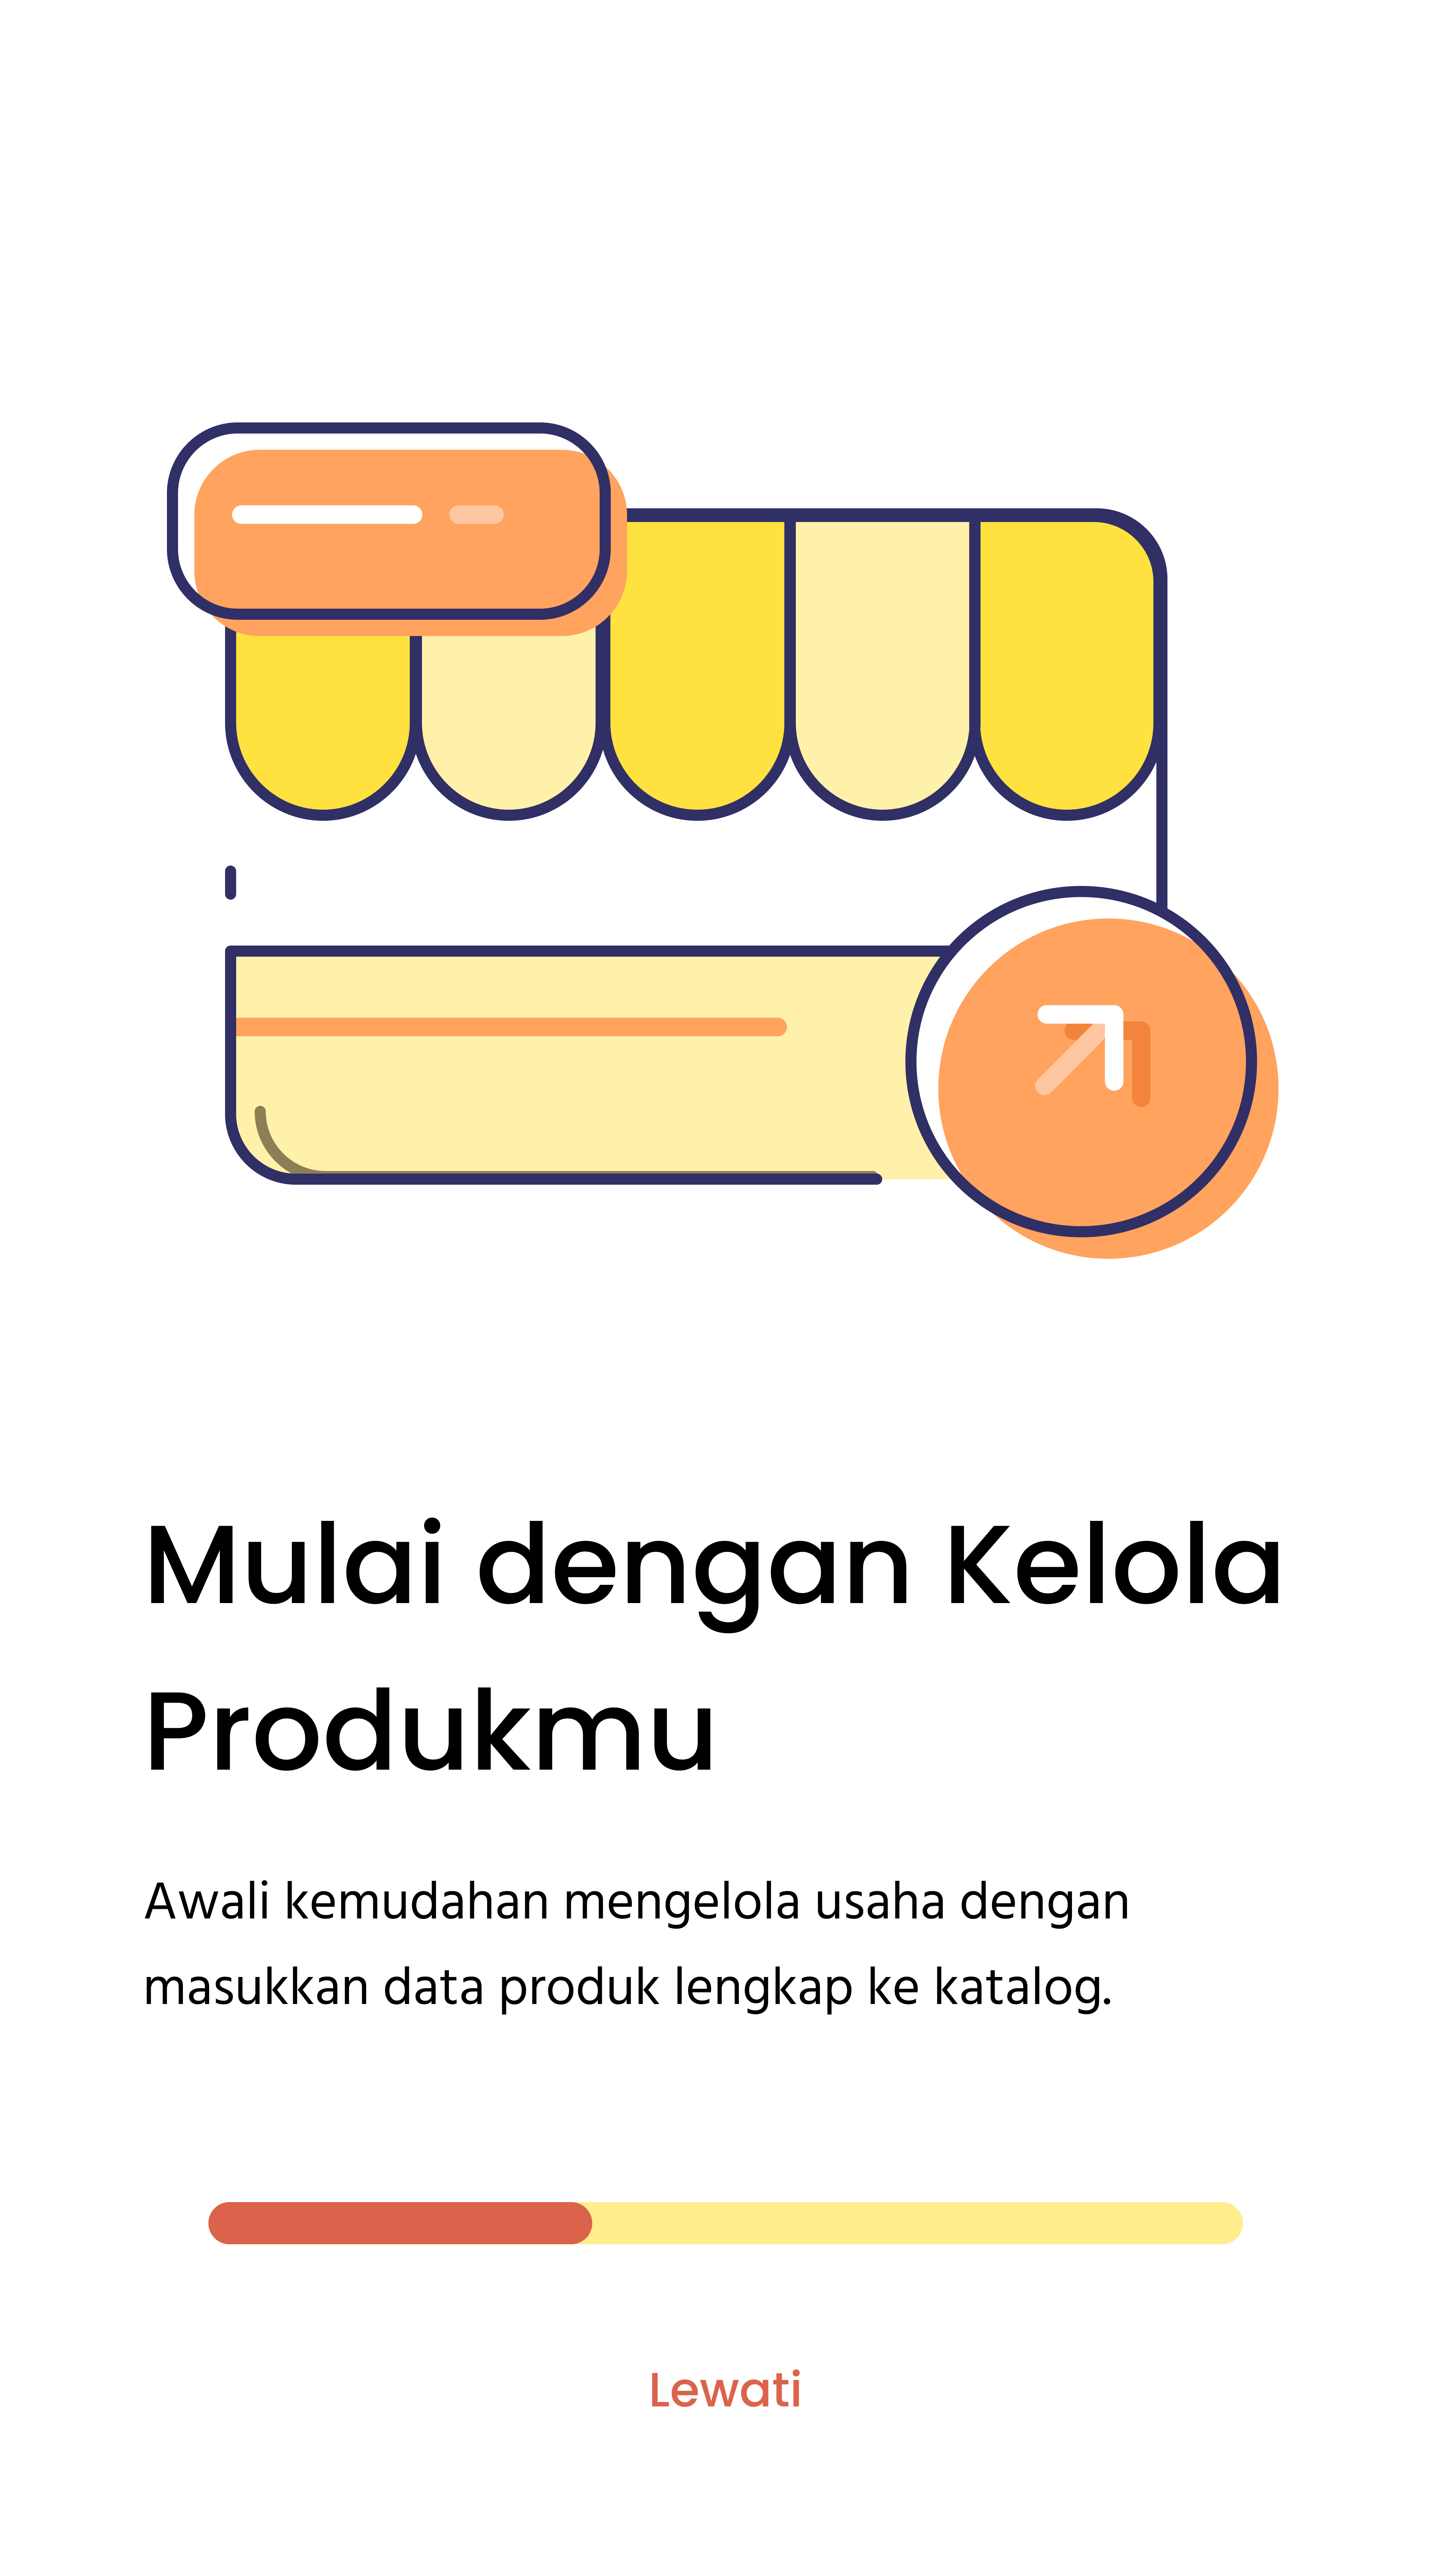 Mulai dengan Kelola
Produkmu
Awali kemudahan mengelola usaha dengan
masukkan data produk lengkap ke katalog.
Lewati